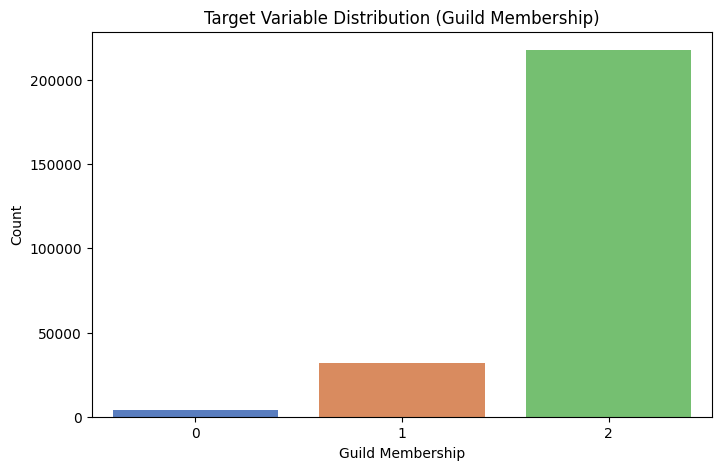 Target Variable Distribution (Guild Membership)
200000
150000
100000
50000
0
Count
0 1 2
Guild Membership